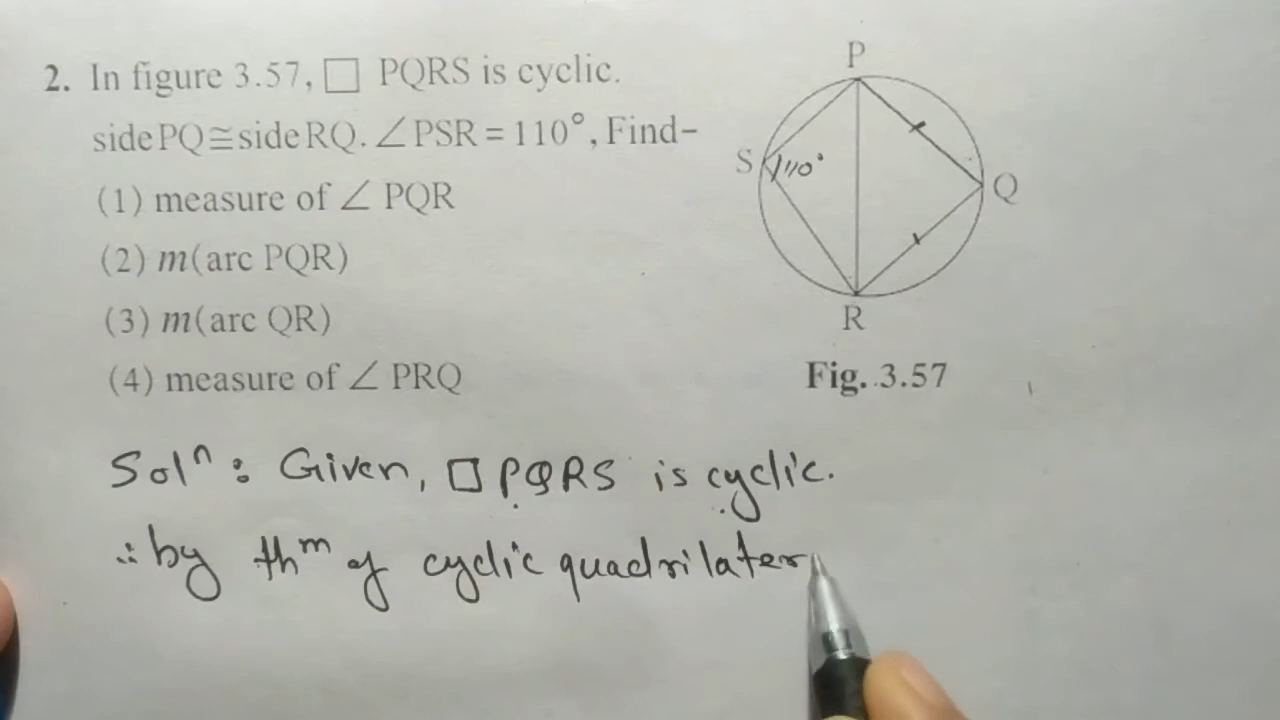 2. In figure 3.57, □ PQRS is cyclic.
side PQ ≅ side RQ. ∠PSR = 110°, Find-
(1) measure of ∠ PQR
(2) m(arc PQR)
(3) m(arc QR)
(4) measure of ∠ PRQ
P
S
110°
Q
R
Fig. 3.57
Solⁿ : Given, □ PQRS is cyclic.
∴ by thᵐ of cyclic quadrilater